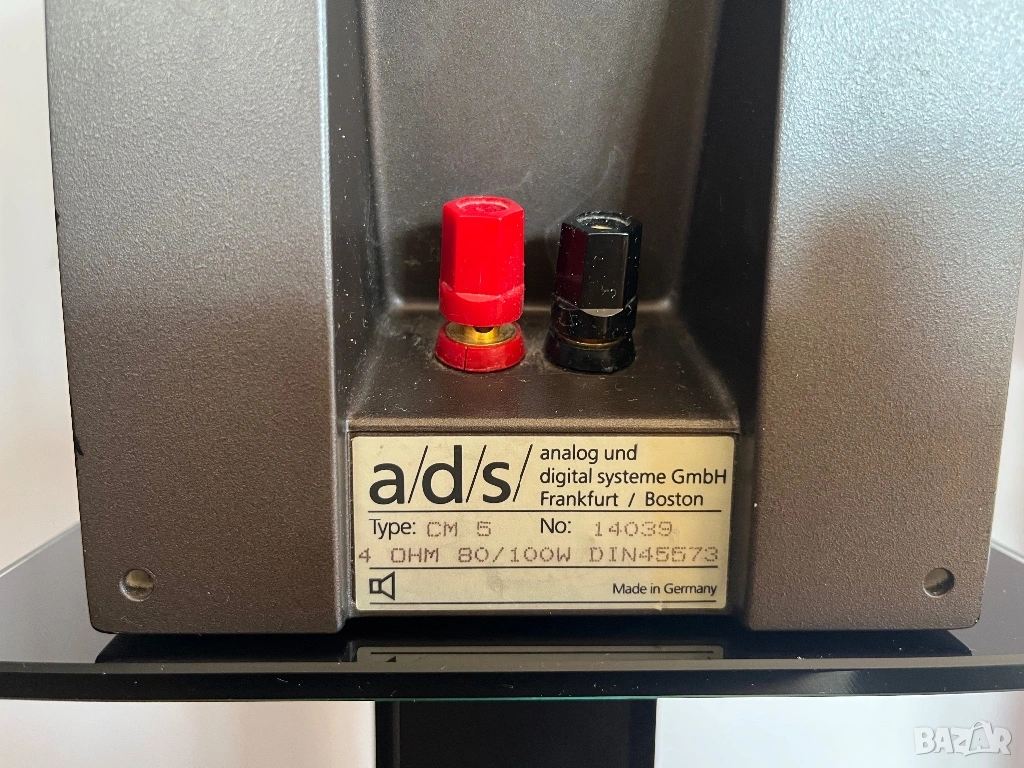 a/d/s/
analog und
digital systeme GmbH
Frankfurt / Boston
Type: CM 5 No: 14039
4 OHM 80/100W DIN45573
Made in Germany
BAZAR